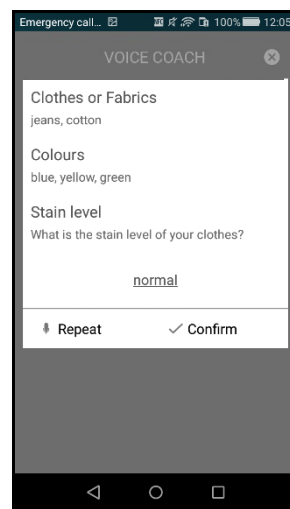 Emergency call... 100% 12:05
VOICE COACH
Clothes or Fabrics
jeans, cotton
Colours
blue, yellow, green
Stain level
What is the stain level of your clothes?
normal
Repeat Confirm